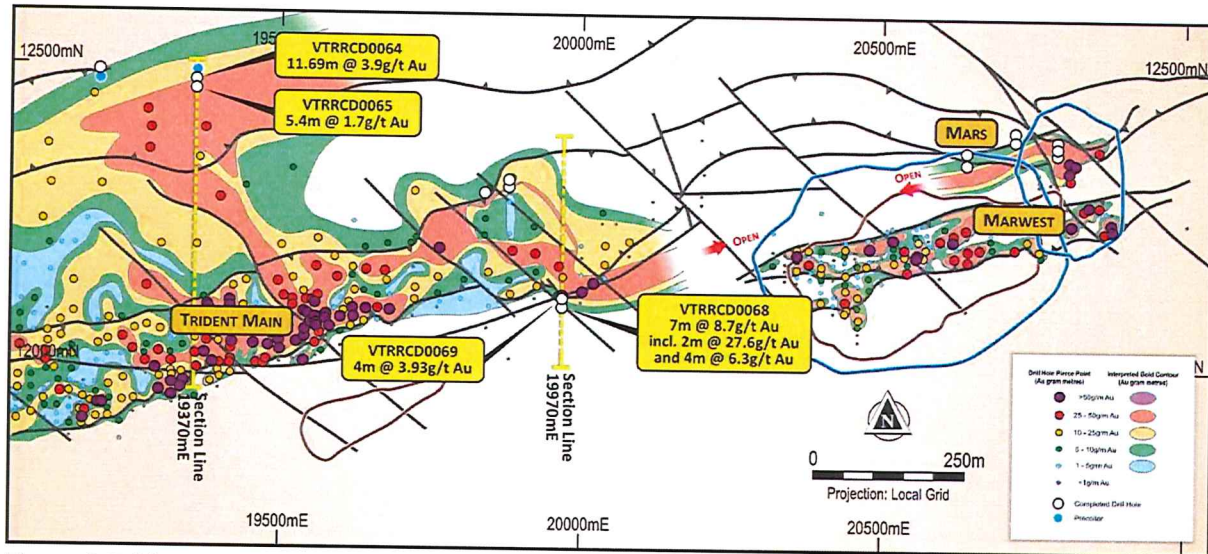 12500mN
20000mE
20500mE
12500mN
VTRRCD0064
11.69m @ 3.9g/t Au
VTRRCD0065
5.4m @ 1.7g/t Au
MARS
OPEN
MARWEST
OPEN
TRIDENT MAIN
VTRRCD0068
7m @ 8.7g/t Au
incl. 2m @ 27.6g/t Au
and 4m @ 6.3g/t Au
VTRRCD0069
4m @ 3.93g/t Au
12000mN
Section Line
19370mE
Section Line
19970mE
N
0 250m
Projection: Local Grid
Drill Hole Pierce Point
(Au gram metres)
Interpreted Gold Contour
(Au gram metres)
>50g/m Au
25 - 50g/m Au
10 - 25g/m Au
5 - 10g/m Au
1 - 5g/m Au
<1g/m Au
Completed Drill Hole
Precollar
19500mE
20000mE
20500mE